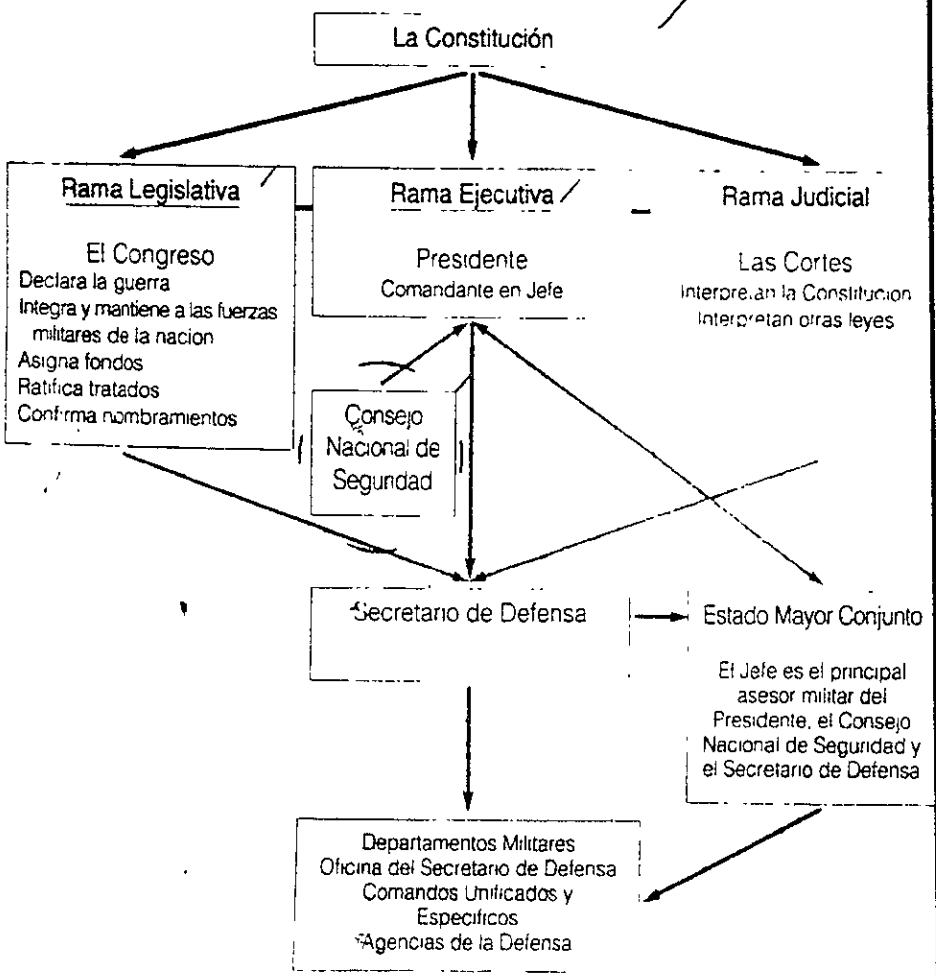 La Constitución
Rama Legislativa
El Congreso
Declara la guerra
Integra y mantiene a las fuerzas
militares de la nacion
Asigna fondos
Ratifica tratados
Confirma nombramientos
Rama Ejecutiva
Presidente
Comandante en Jefe
Rama Judicial
Las Cortes
Interpretan la Constitucion
Interpretan otras leyes
Consejo
Nacional de
Seguridad
Secretario de Defensa
Estado Mayor Conjunto
El Jefe es el principal
asesor militar del
Presidente, el Consejo
Nacional de Seguridad y
el Secretario de Defensa
Departamentos Militares
Oficina del Secretario de Defensa
Comandos Unificados y
Especificos
Agencias de la Defensa